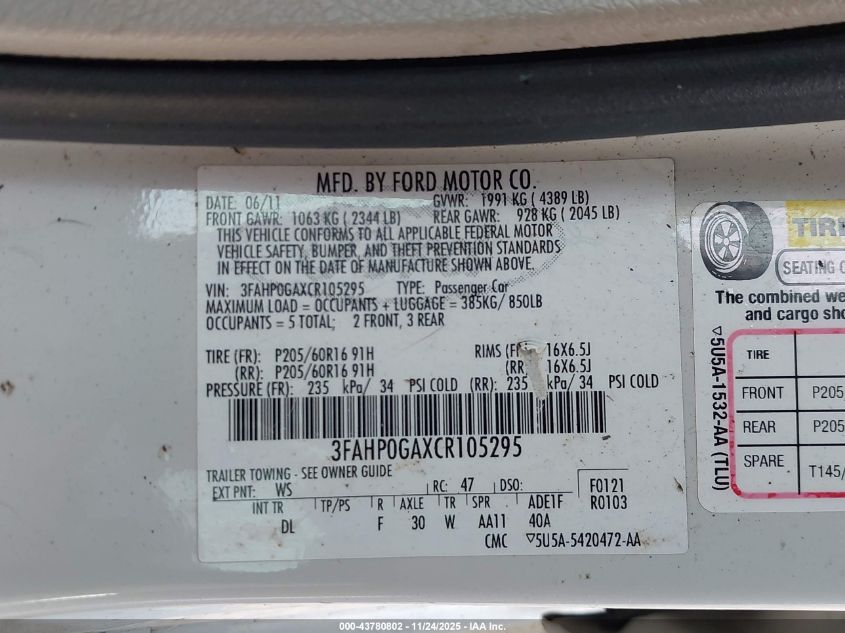 MFD. BY FORD MOTOR CO.
DATE: 06/11 GVWR: 1991 KG ( 4389 LB)
FRONT GAWR: 1063 KG ( 2344 LB) REAR GAWR: 928 KG ( 2045 LB)
THIS VEHICLE CONFORMS TO ALL APPLICABLE FEDERAL MOTOR
VEHICLE SAFETY, BUMPER, AND THEFT PREVENTION STANDARDS
IN EFFECT ON THE DATE OF MANUFACTURE SHOWN ABOVE.
VIN: 3FAHP0GAXCR105295 TYPE: Passenger Car
MAXIMUM LOAD = OCCUPANTS + LUGGAGE = 385KG/ 850LB
OCCUPANTS = 5 TOTAL; 2 FRONT, 3 REAR
TIRE (FR): P205/60R16 91H RIMS (FR 16X6.5J
(RR): P205/60R16 91H (RR 16X6.5J
PRESSURE (FR): 235 kPa/ 34 PSI COLD (RR): 235 kPa/ 34 PSI COLD
3FAHP0GAXCR105295
TRAILER TOWING - SEE OWNER GUIDE
EXT PNT: WS RC: 47 DSO: F0121
INT TR TP/PS R AXLE TR SPR ADE1F R0103
DL F 30 W AA11 40A
CMC ▽5U5A-5420472-AA
TIRE
SEATING
The combined
and cargo
▽5U5A-1532-AA (TLU)
TIRE
FRONT P205
REAR P205
SPARE T145/
000-43780802 - 11/24/2025 - IAA Inc.